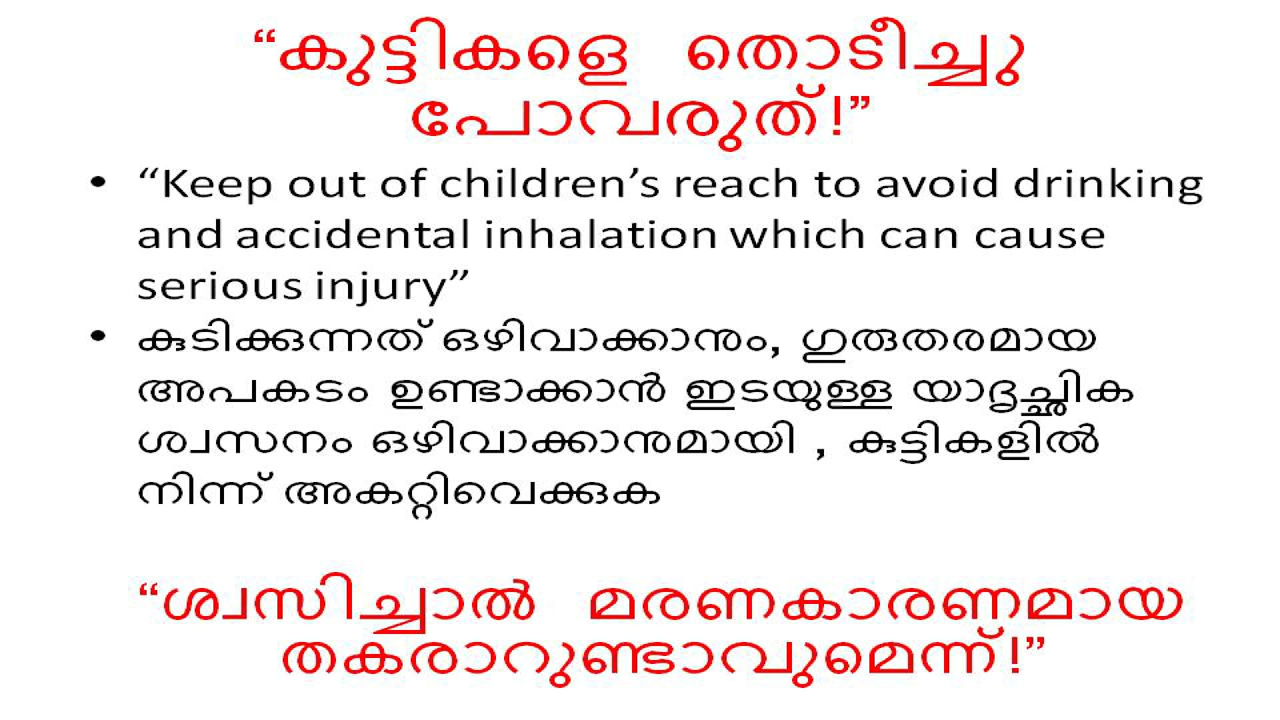 “കുട്ടികളെ തൊടീച്ചു
പോവരുത്!”
• “Keep out of children’s reach to avoid drinking
and accidental inhalation which can cause
serious injury”
• കുടിക്കുന്നത് ഒഴിവാക്കാനും, ഗുരുതരമായ
അപകടം ഉണ്ടാക്കാൻ ഇടയുള്ള യാദൃച്ഛിക
ശ്വസനം ഒഴിവാക്കാനുമായി , കുട്ടികളിൽ
നിന്ന് അകറ്റിവെക്കുക
“ശ്വസിച്ചാൽ മരണകാരണമായ
തകരാറുണ്ടാവുമെന്ന്!”